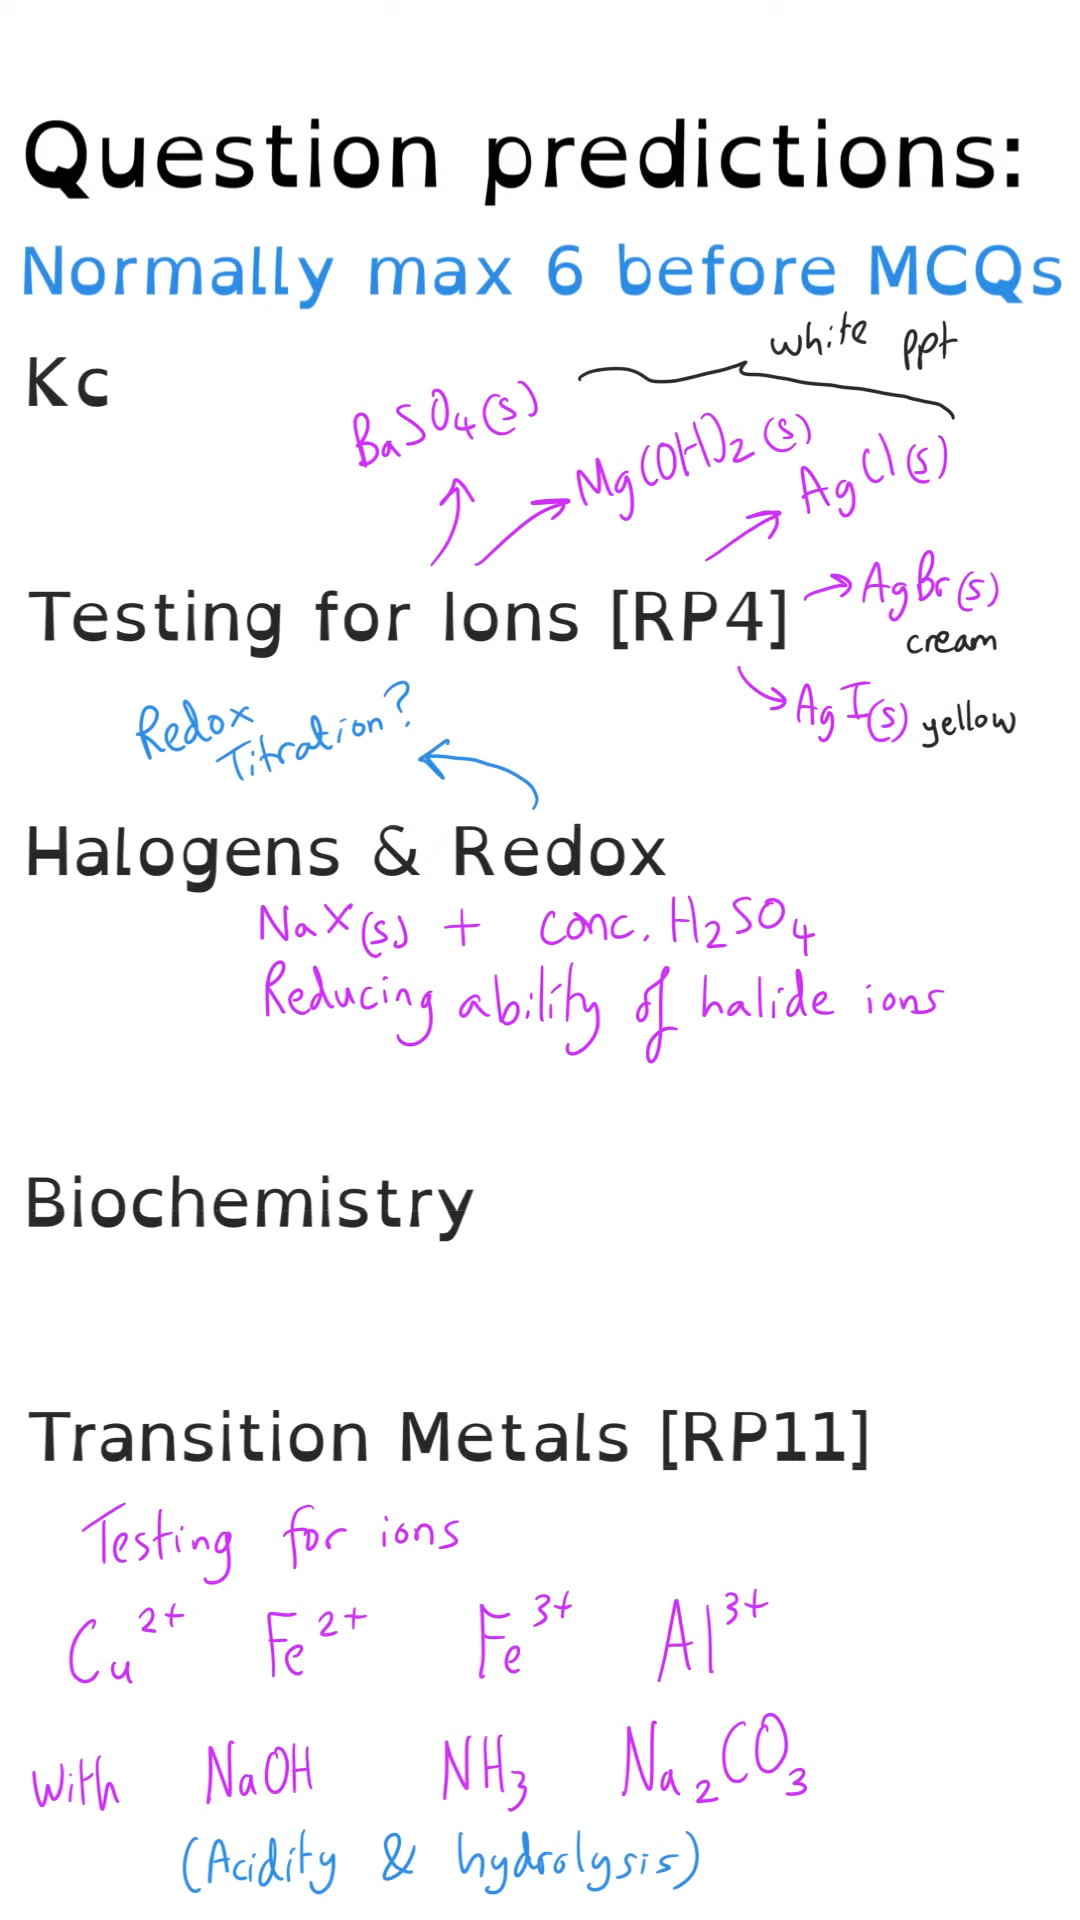 Question predictions:
Normally max 6 before MCQs
white ppt
Kc
BaSO4(s)
Mg(OH)2(s)
AgCl(s)
Testing for Ions [RP4]
AgBr(s)
cream
AgI(s) yellow
Redox
Titration?
Halogens & Redox
NaX(s) + conc. H2SO4
Reducing ability of halide ions
Biochemistry
Transition Metals [RP11]
Testing for ions
Cu2+ Fe2+ Fe3+ Al3+
With NaOH NH3 Na2CO3
(Acidity & hydrolysis)